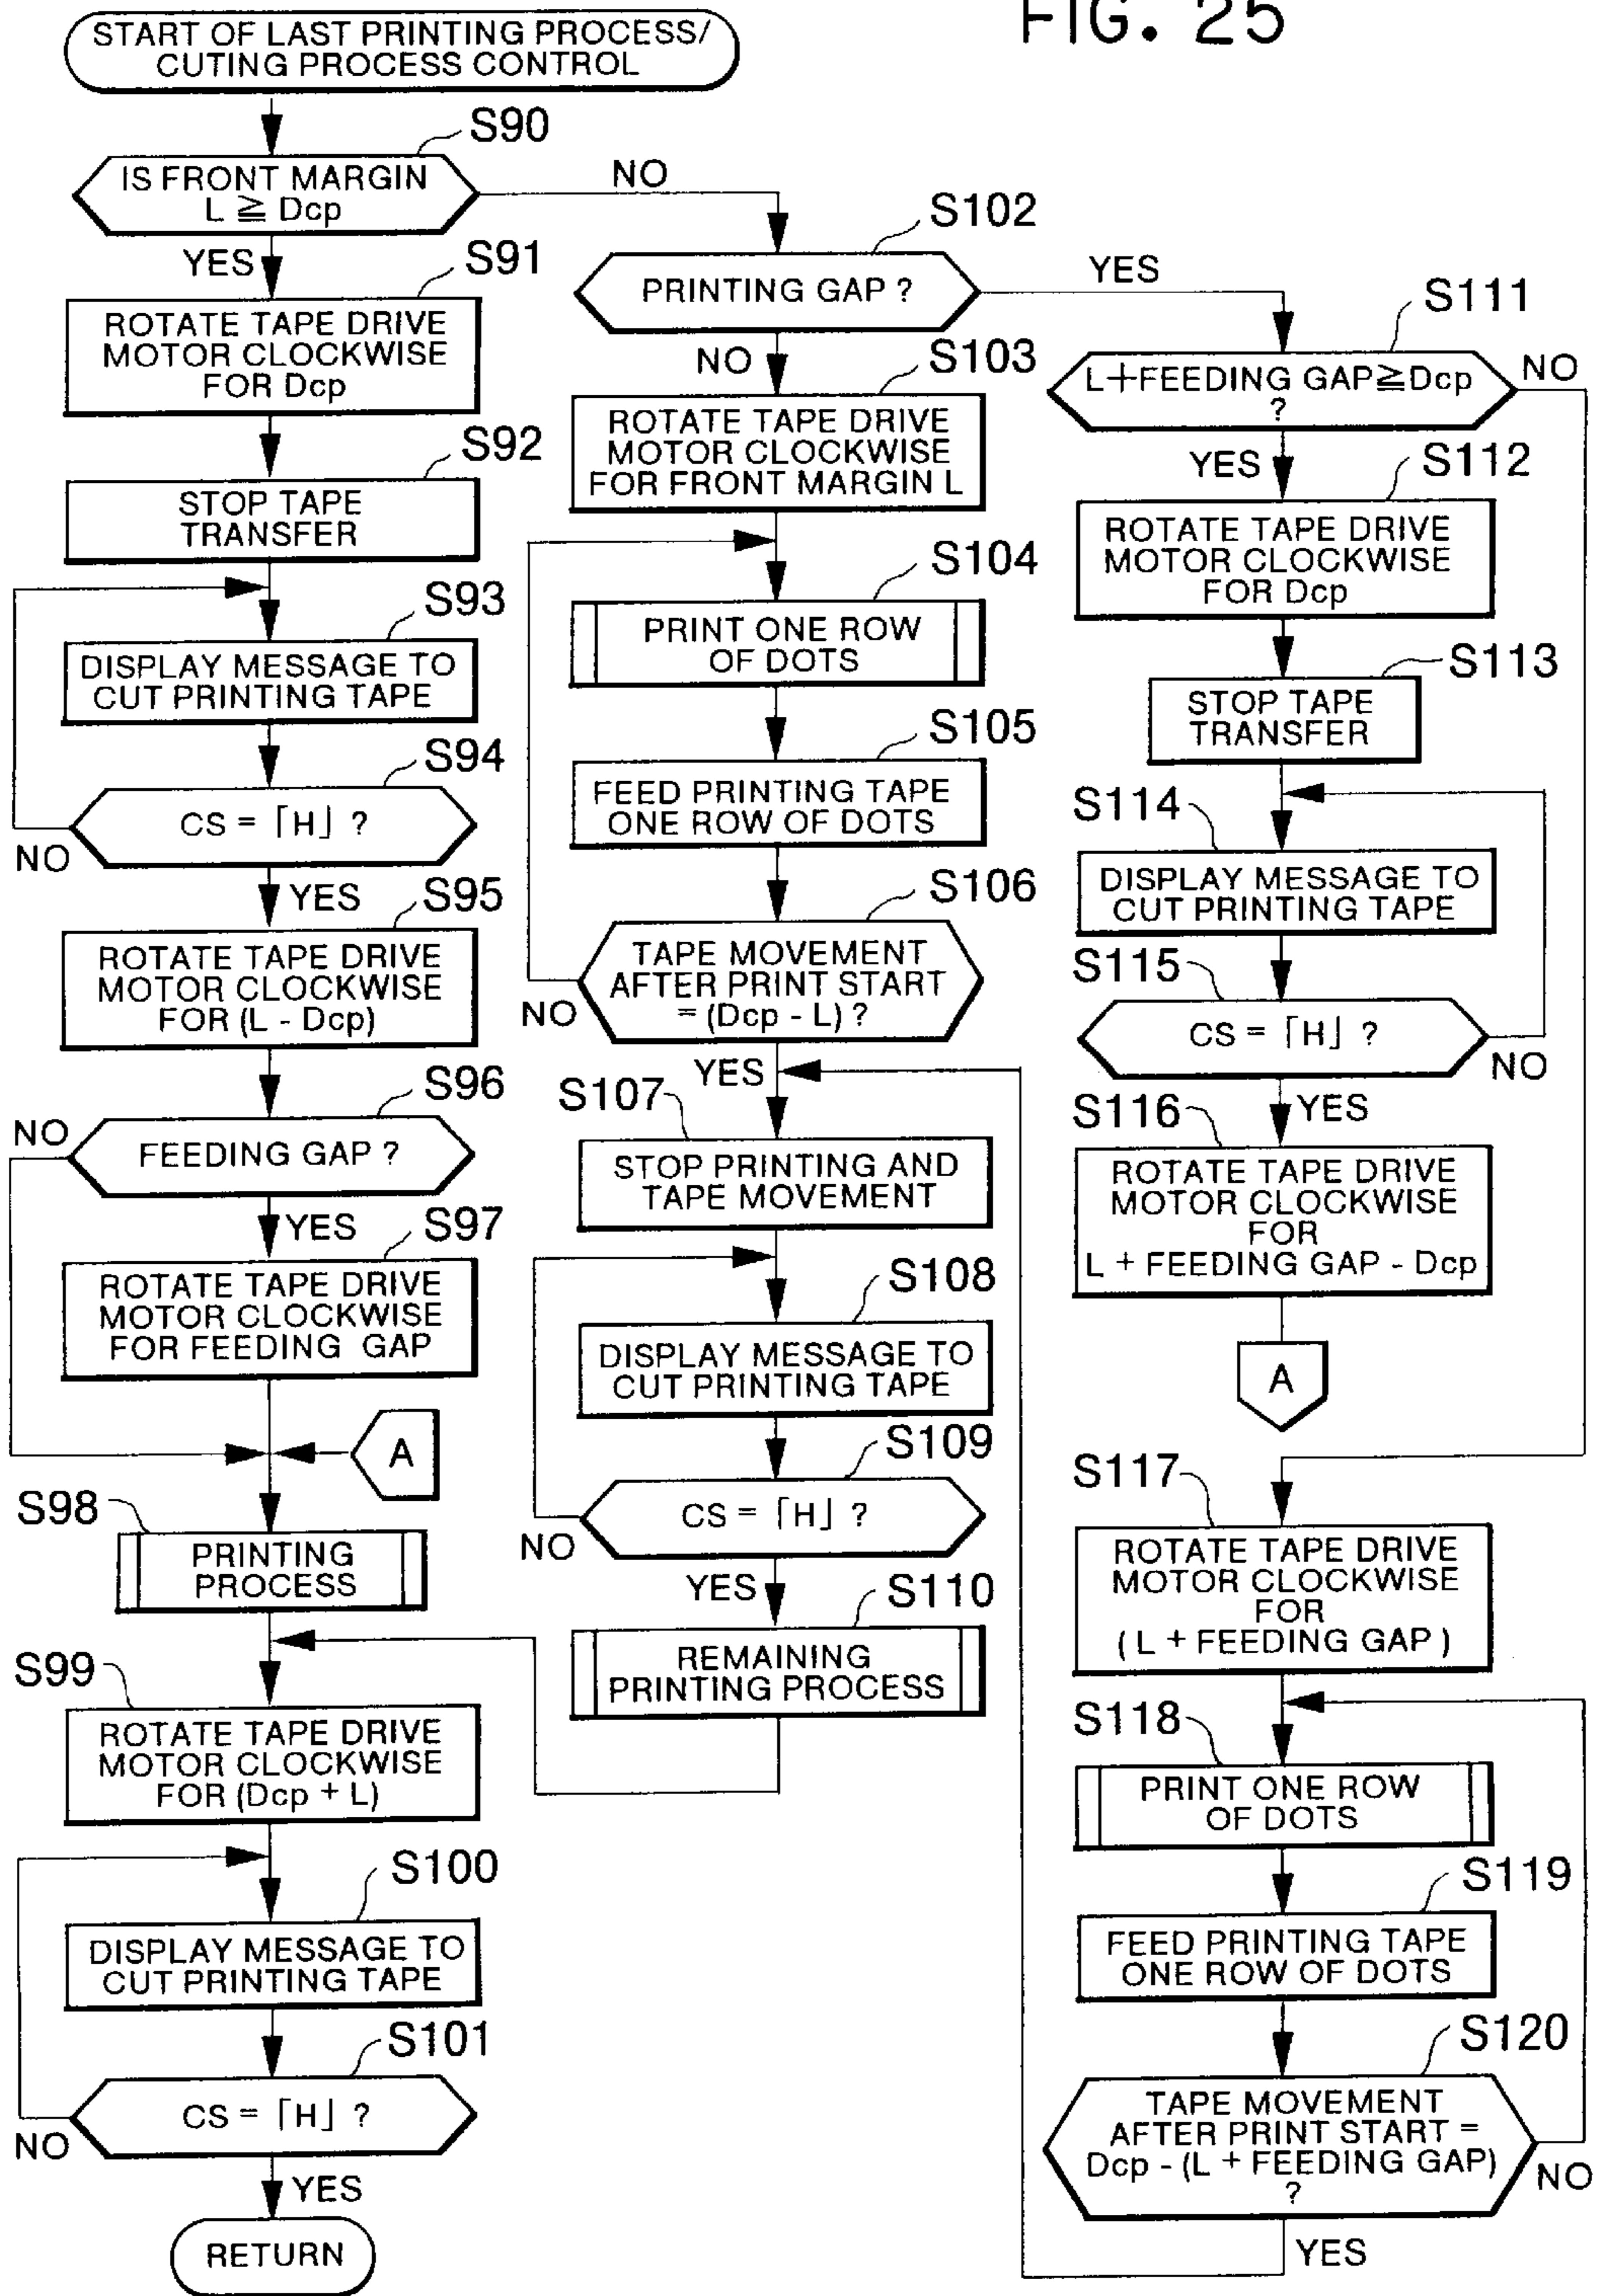 FIG. 25
START OF LAST PRINTING PROCESS/
CUTING PROCESS CONTROL
S90
IS FRONT MARGIN
L ≧ Dcp
NO
YES
S91
ROTATE TAPE DRIVE
MOTOR CLOCKWISE
FOR Dcp
S92
STOP TAPE
TRANSFER
S93
DISPLAY MESSAGE TO
CUT PRINTING TAPE
S94
CS = ⌈H⌋ ?
NO
YES
S95
ROTATE TAPE DRIVE
MOTOR CLOCKWISE
FOR (L - Dcp)
S96
FEEDING GAP ?
NO
YES
S97
ROTATE TAPE DRIVE
MOTOR CLOCKWISE
FOR FEEDING GAP
A
S98
PRINTING
PROCESS
S99
ROTATE TAPE DRIVE
MOTOR CLOCKWISE
FOR (Dcp + L)
S100
DISPLAY MESSAGE TO
CUT PRINTING TAPE
S101
CS = ⌈H⌋ ?
NO
YES
RETURN
S102
PRINTING GAP ?
YES
NO
S103
ROTATE TAPE DRIVE
MOTOR CLOCKWISE
FOR FRONT MARGIN L
S104
PRINT ONE ROW
OF DOTS
S105
FEED PRINTING TAPE
ONE ROW OF DOTS
S106
TAPE MOVEMENT
AFTER PRINT START
= (Dcp - L) ?
NO
YES
S107
STOP PRINTING AND
TAPE MOVEMENT
S108
DISPLAY MESSAGE TO
CUT PRINTING TAPE
S109
CS = ⌈H⌋ ?
NO
YES
S110
REMAINING
PRINTING PROCESS
S111
L+FEEDING GAP≧Dcp
?
NO
YES
S112
ROTATE TAPE DRIVE
MOTOR CLOCKWISE
FOR Dcp
S113
STOP TAPE
TRANSFER
S114
DISPLAY MESSAGE TO
CUT PRINTING TAPE
S115
CS = ⌈H⌋ ?
NO
YES
S116
ROTATE TAPE DRIVE
MOTOR CLOCKWISE
FOR
L + FEEDING GAP - Dcp
A
S117
ROTATE TAPE DRIVE
MOTOR CLOCKWISE
FOR
( L + FEEDING GAP )
S118
PRINT ONE ROW
OF DOTS
S119
FEED PRINTING TAPE
ONE ROW OF DOTS
S120
TAPE MOVEMENT
AFTER PRINT START =
Dcp - (L + FEEDING GAP)
?
NO
YES